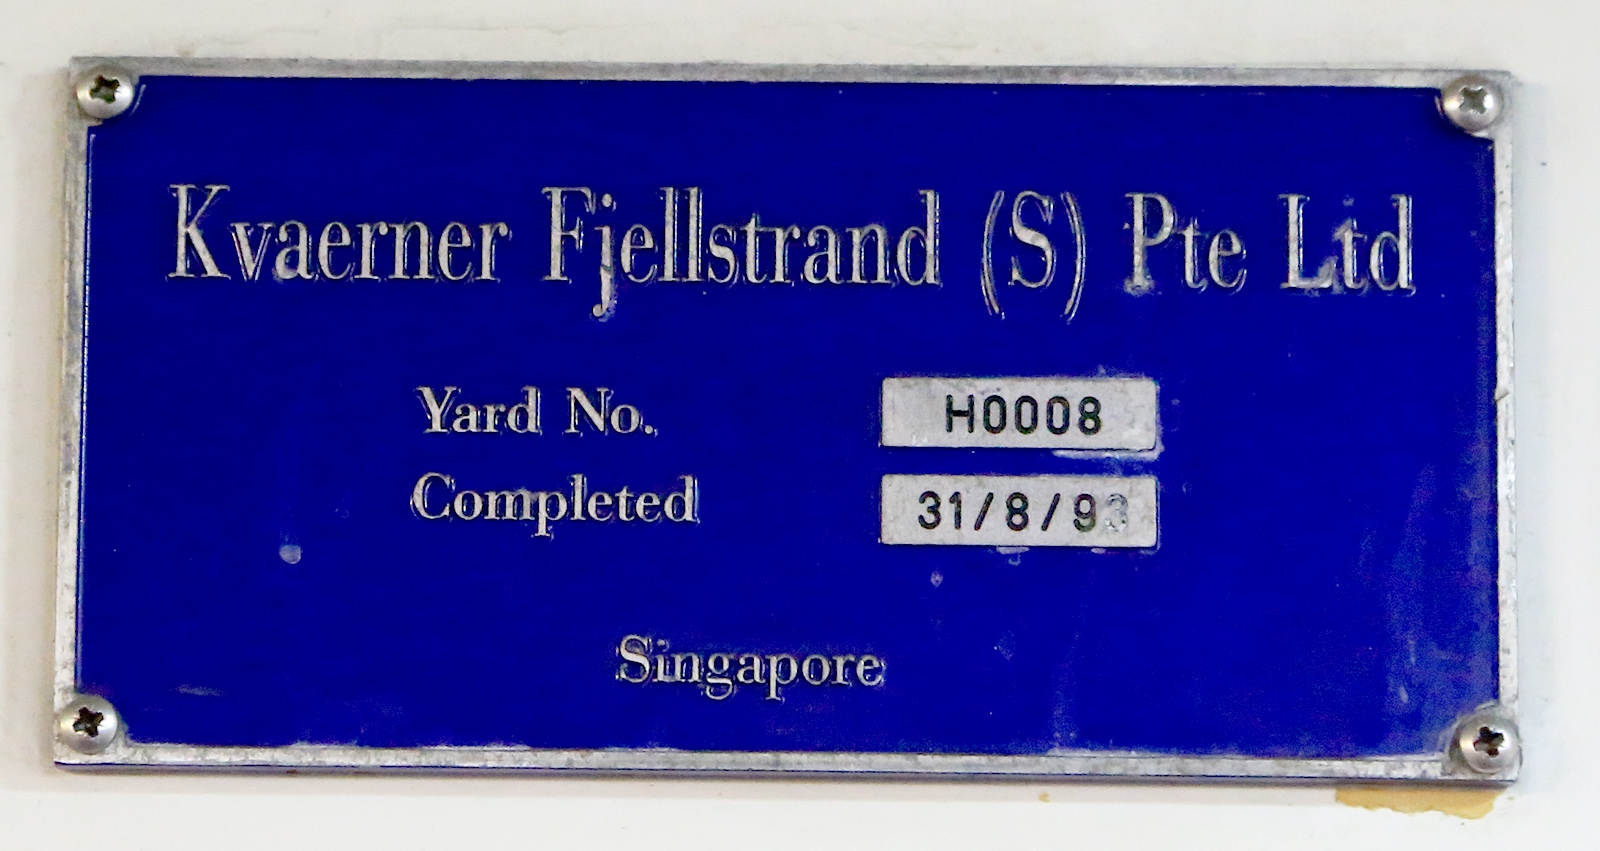 Kvaerner Fjellstrand (S) Pte Ltd
Yard No. H0008
Completed 31/8/93
Singapore